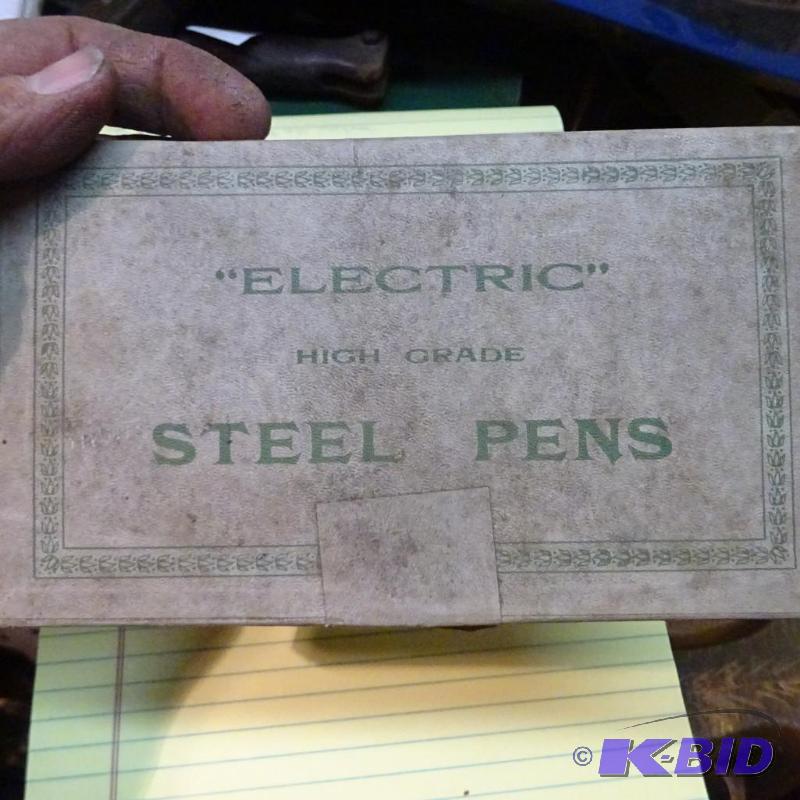 “ELECTRIC”
HIGH GRADE
STEEL PENS
© K-BID